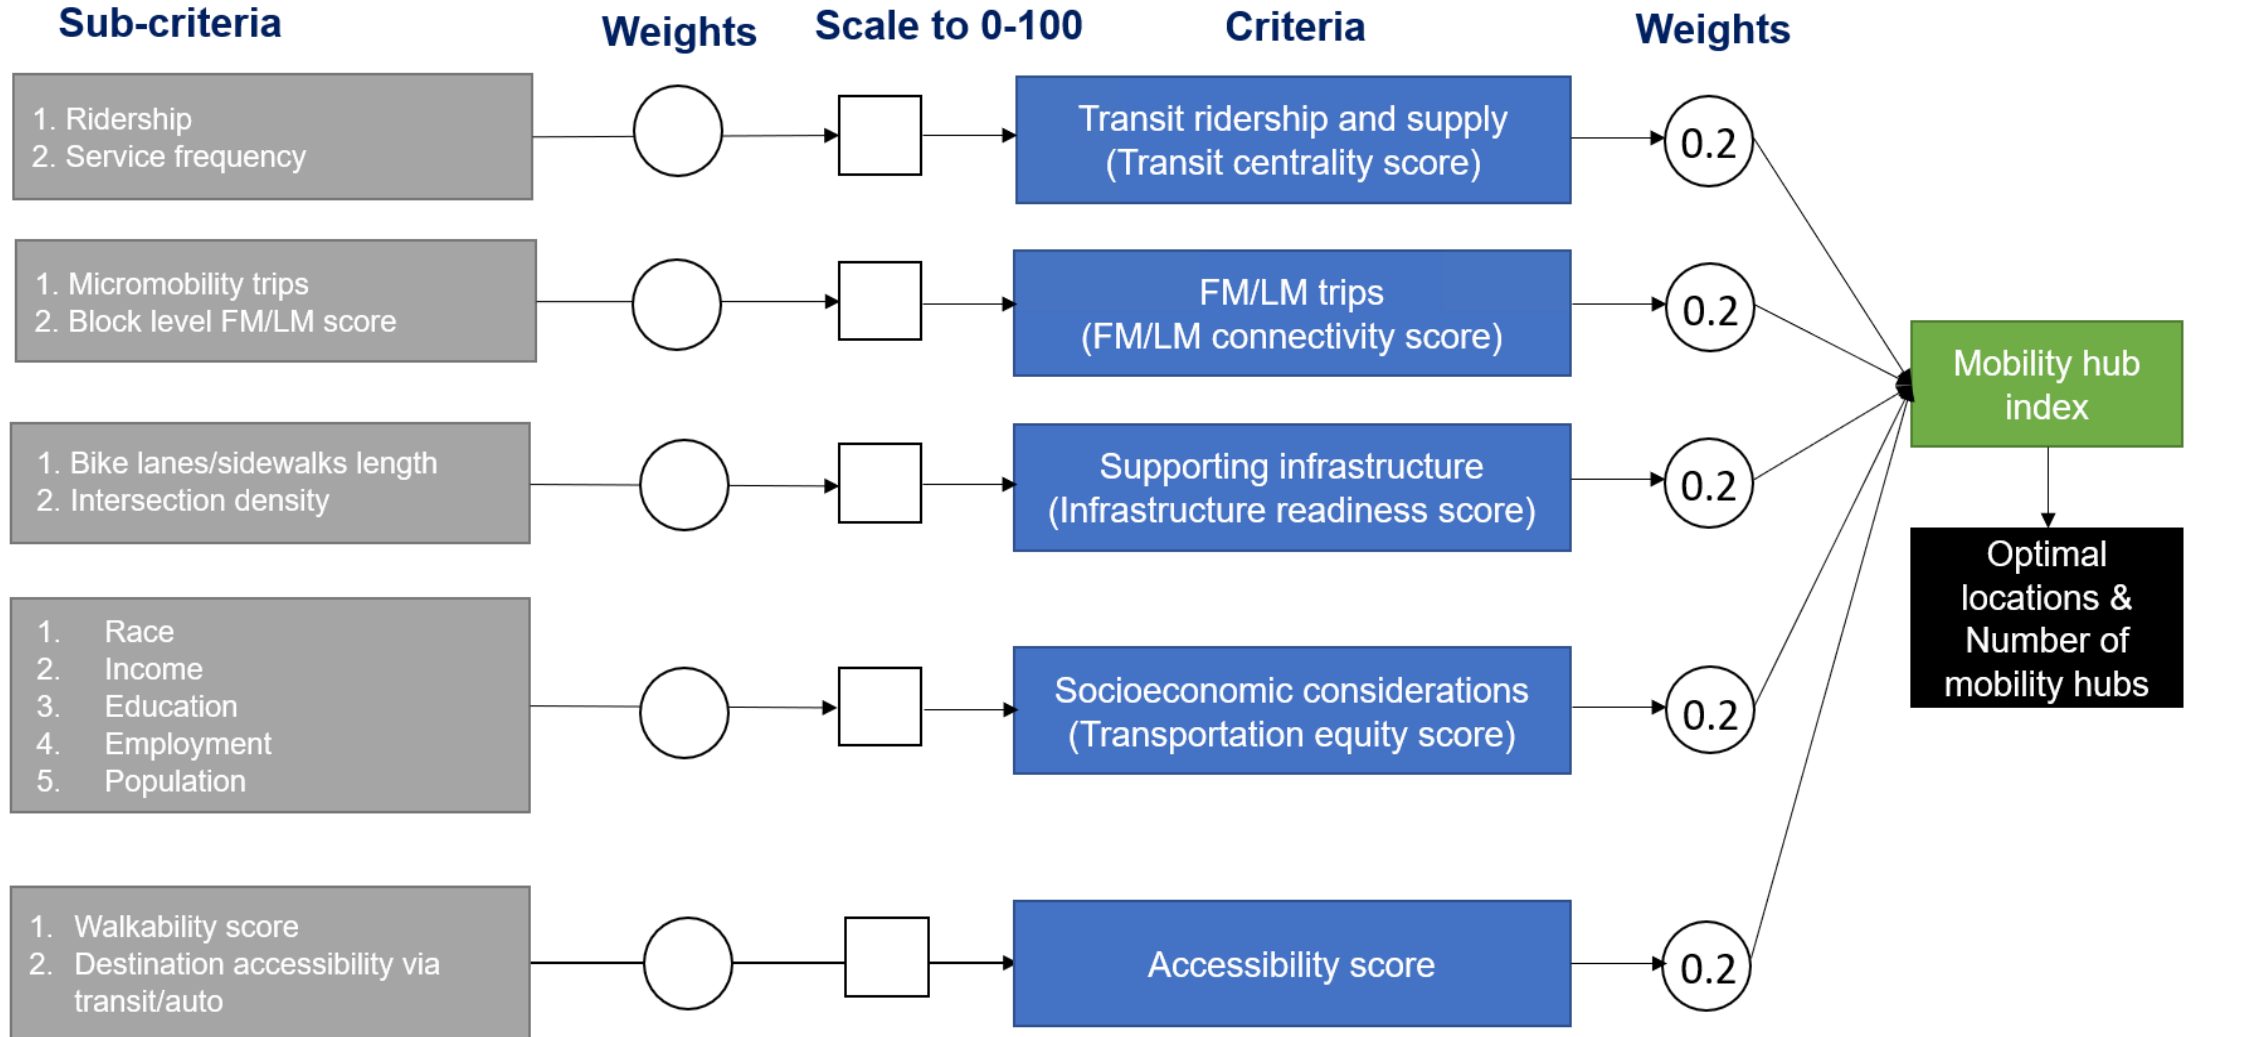 Sub-criteria
Weights
Scale to 0-100
Criteria
Weights
1. Ridership
2. Service frequency
Transit ridership and supply
(Transit centrality score)
0.2
1. Micromobility trips
2. Block level FM/LM score
FM/LM trips
(FM/LM connectivity score)
0.2
Mobility hub
index
1. Bike lanes/sidewalks length
2. Intersection density
Supporting infrastructure
(Infrastructure readiness score)
0.2
Optimal
locations &
Number of
mobility hubs
1. Race
2. Income
3. Education
4. Employment
5. Population
Socioeconomic considerations
(Transportation equity score)
0.2
1. Walkability score
2. Destination accessibility via
transit/auto
Accessibility score
0.2